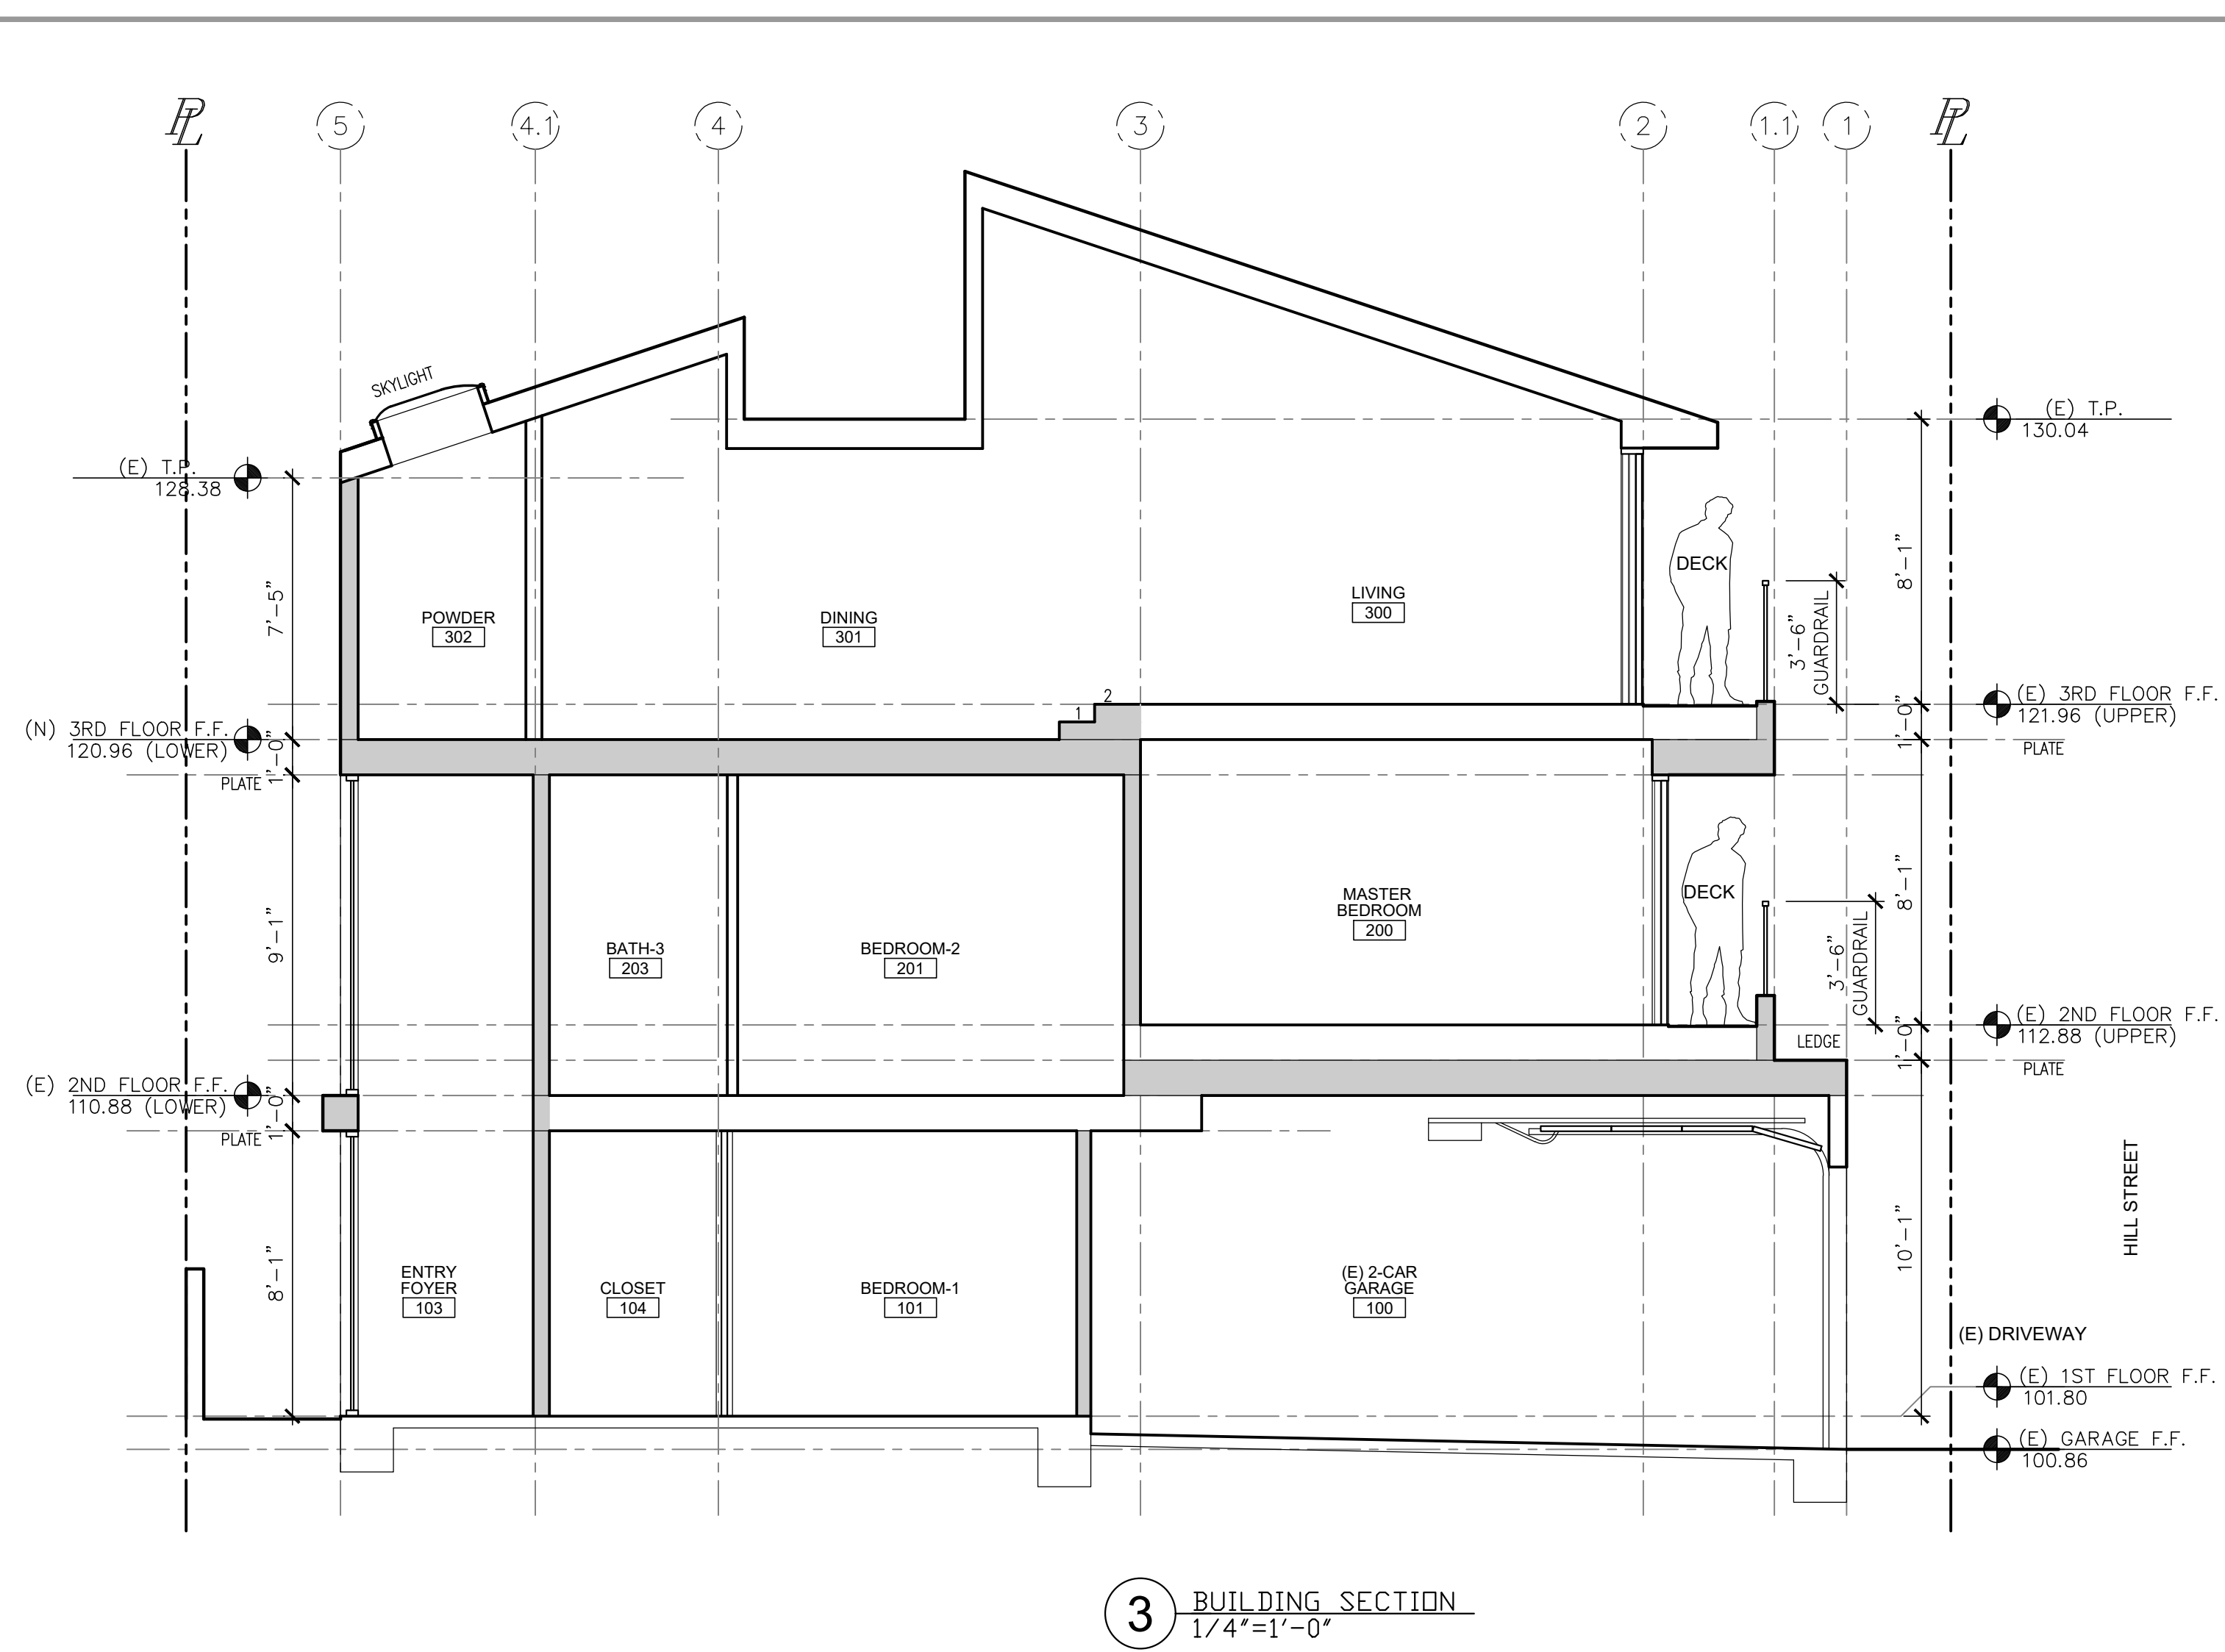 PL
5
4.1
4
3
2
1.1
1
PL
SKYLIGHT
(E) T.P.
130.04
(E) T.P.
128.38
DECK
8'-1"
7'-5"
POWDER
302
DINING
301
LIVING
300
3'-6"
GUARDRAIL
1
2
(N) 3RD FLOOR F.F.
120.96 (LOWER)
(E) 3RD FLOOR F.F.
121.96 (UPPER)
1'-0"
PLATE
1'-0"
PLATE
9'-1"
BATH-3
203
BEDROOM-2
201
MASTER
BEDROOM
200
DECK
8'-1"
3'-6"
GUARDRAIL
(E) 2ND FLOOR F.F.
112.88 (UPPER)
LEDGE
1'-0"
PLATE
(E) 2ND FLOOR F.F.
110.88 (LOWER)
1'-0"
PLATE
8'-1"
ENTRY
FOYER
103
CLOSET
104
BEDROOM-1
101
(E) 2-CAR
GARAGE
100
10'-1"
HILL STREET
(E) DRIVEWAY
(E) 1ST FLOOR F.F.
101.80
(E) GARAGE F.F.
100.86
3
BUILDING SECTION
1/4"=1'-0"